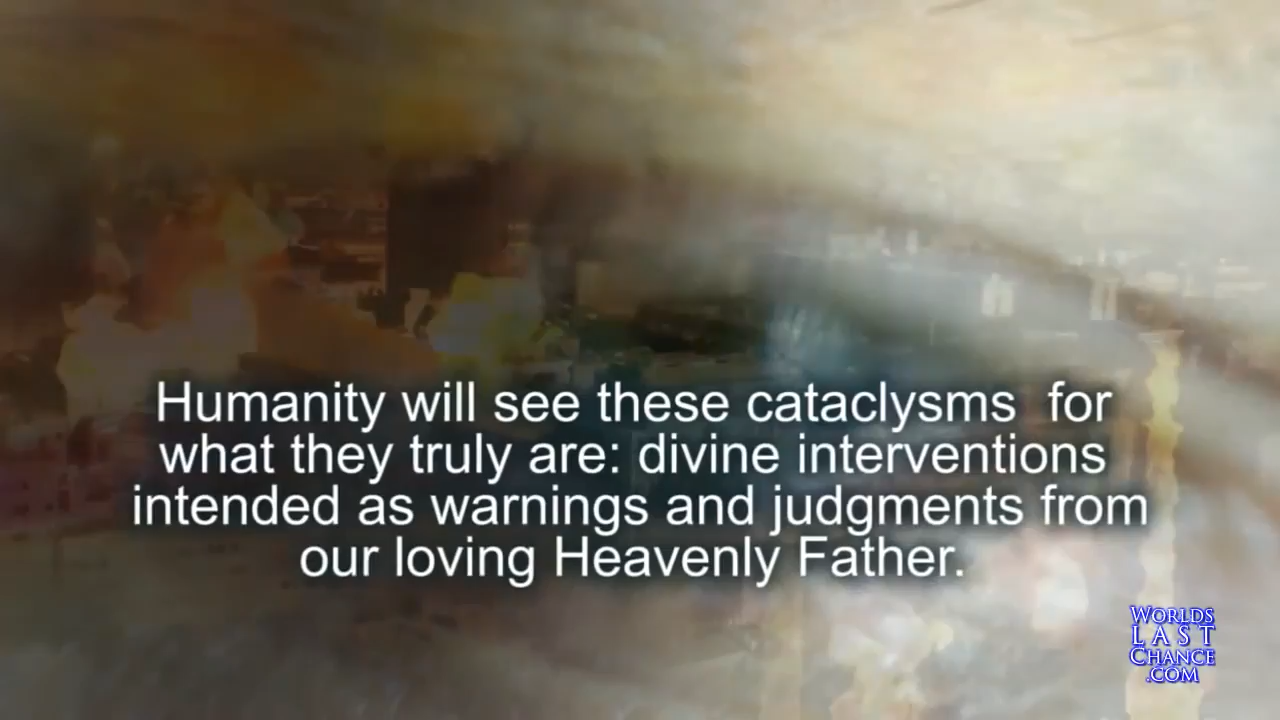 Humanity will see these cataclysms  for
what they truly are: divine interventions
intended as warnings and judgments from
our loving Heavenly Father.
WORLDS
LAST
CHANCE
.COM